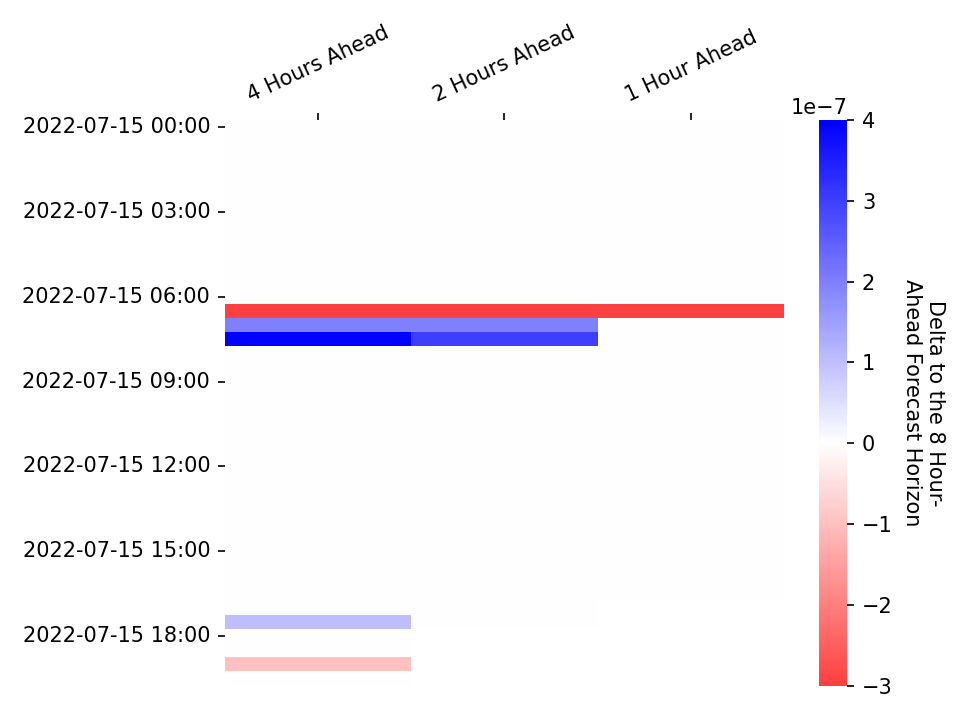 4 Hours Ahead
2 Hours Ahead
1 Hour Ahead
2022-07-15 00:00
2022-07-15 03:00
2022-07-15 06:00
2022-07-15 09:00
2022-07-15 12:00
2022-07-15 15:00
2022-07-15 18:00
1e−7
4
3
2
1
0
−1
−2
−3
Delta to the 8 Hour-
Ahead Forecast Horizon